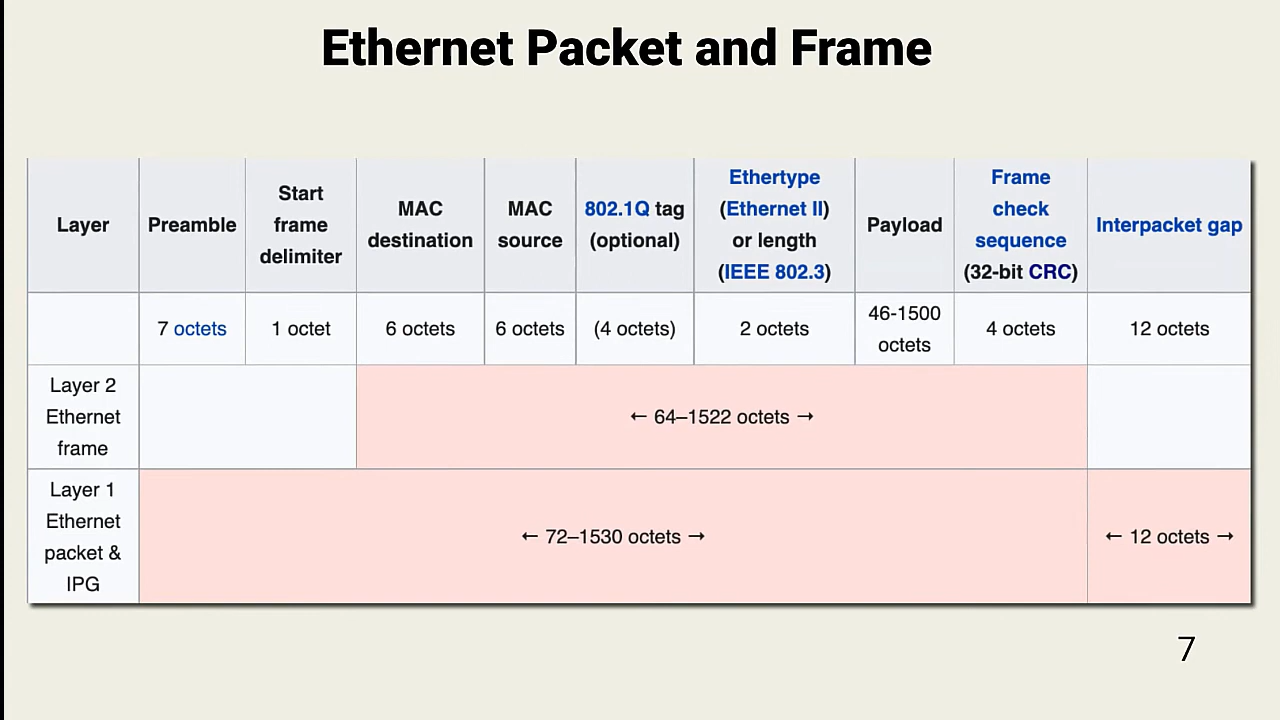 Ethernet Packet and Frame
Layer
Preamble
Start
frame
delimiter
MAC
destination
MAC
source
802.1Q tag
(optional)
Ethertype
(Ethernet II)
or length
(IEEE 802.3)
Payload
Frame
check
sequence
(32-bit CRC)
Interpacket gap
7 octets
1 octet
6 octets
6 octets
(4 octets)
2 octets
46-1500
octets
4 octets
12 octets
Layer 2
Ethernet
frame
← 64–1522 octets →
Layer 1
Ethernet
packet &
IPG
← 72–1530 octets →
← 12 octets →
7